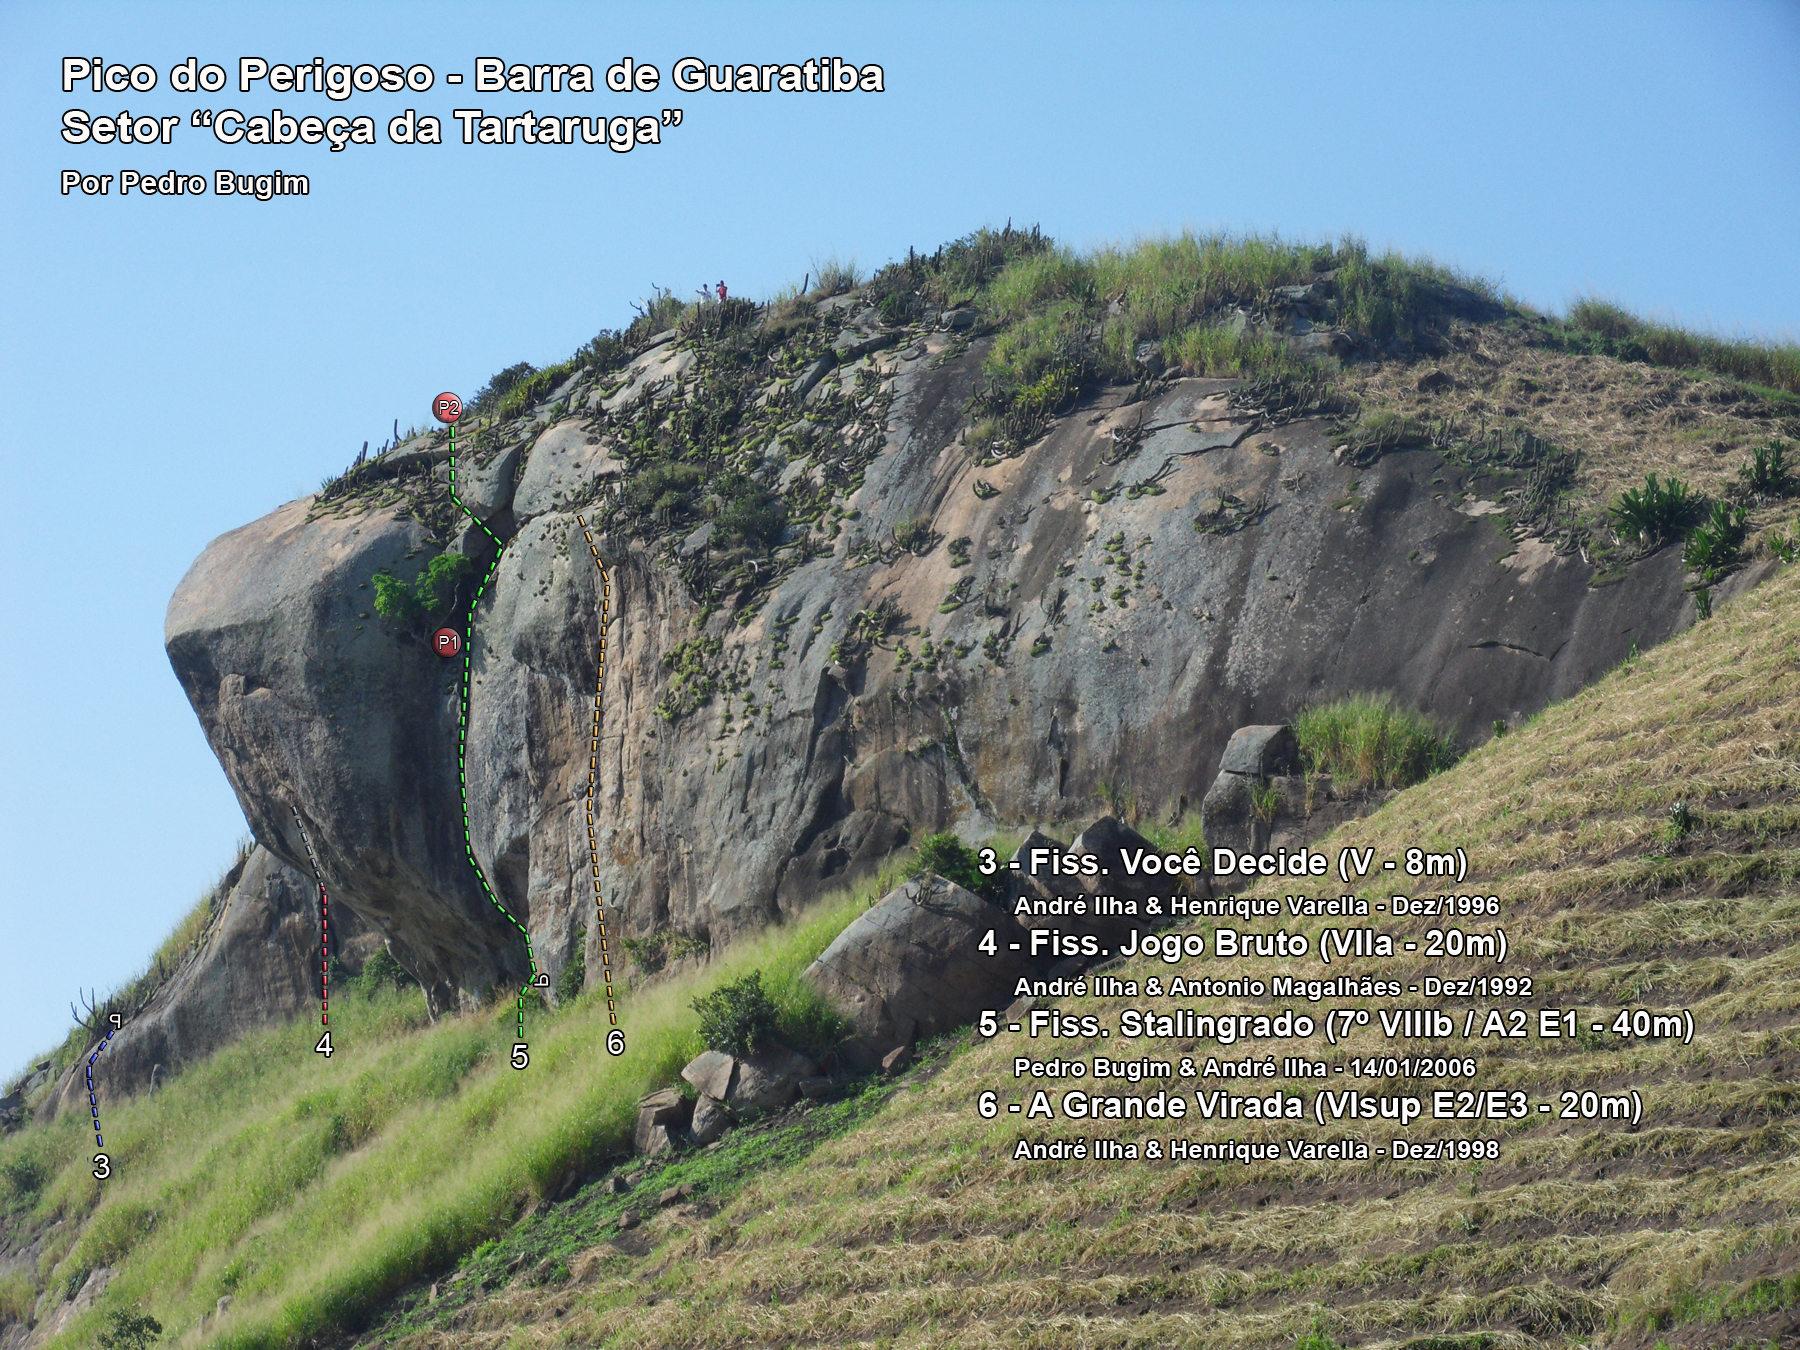 Pico do Perigoso - Barra de Guaratiba
Setor “Cabeça da Tartaruga”
Por Pedro Bugim
P2
P1
3 - Fiss. Você Decide (V - 8m)
André Ilha & Henrique Varella - Dez/1996
4 - Fiss. Jogo Bruto (VIIa - 20m)
André Ilha & Antonio Magalhães - Dez/1992
5 - Fiss. Stalingrado (7º VIIIb / A2 E1 - 40m)
Pedro Bugim & André Ilha - 14/01/2006
6 - A Grande Virada (VIsup E2/E3 - 20m)
André Ilha & Henrique Varella - Dez/1998
P
P
4
5
6
3